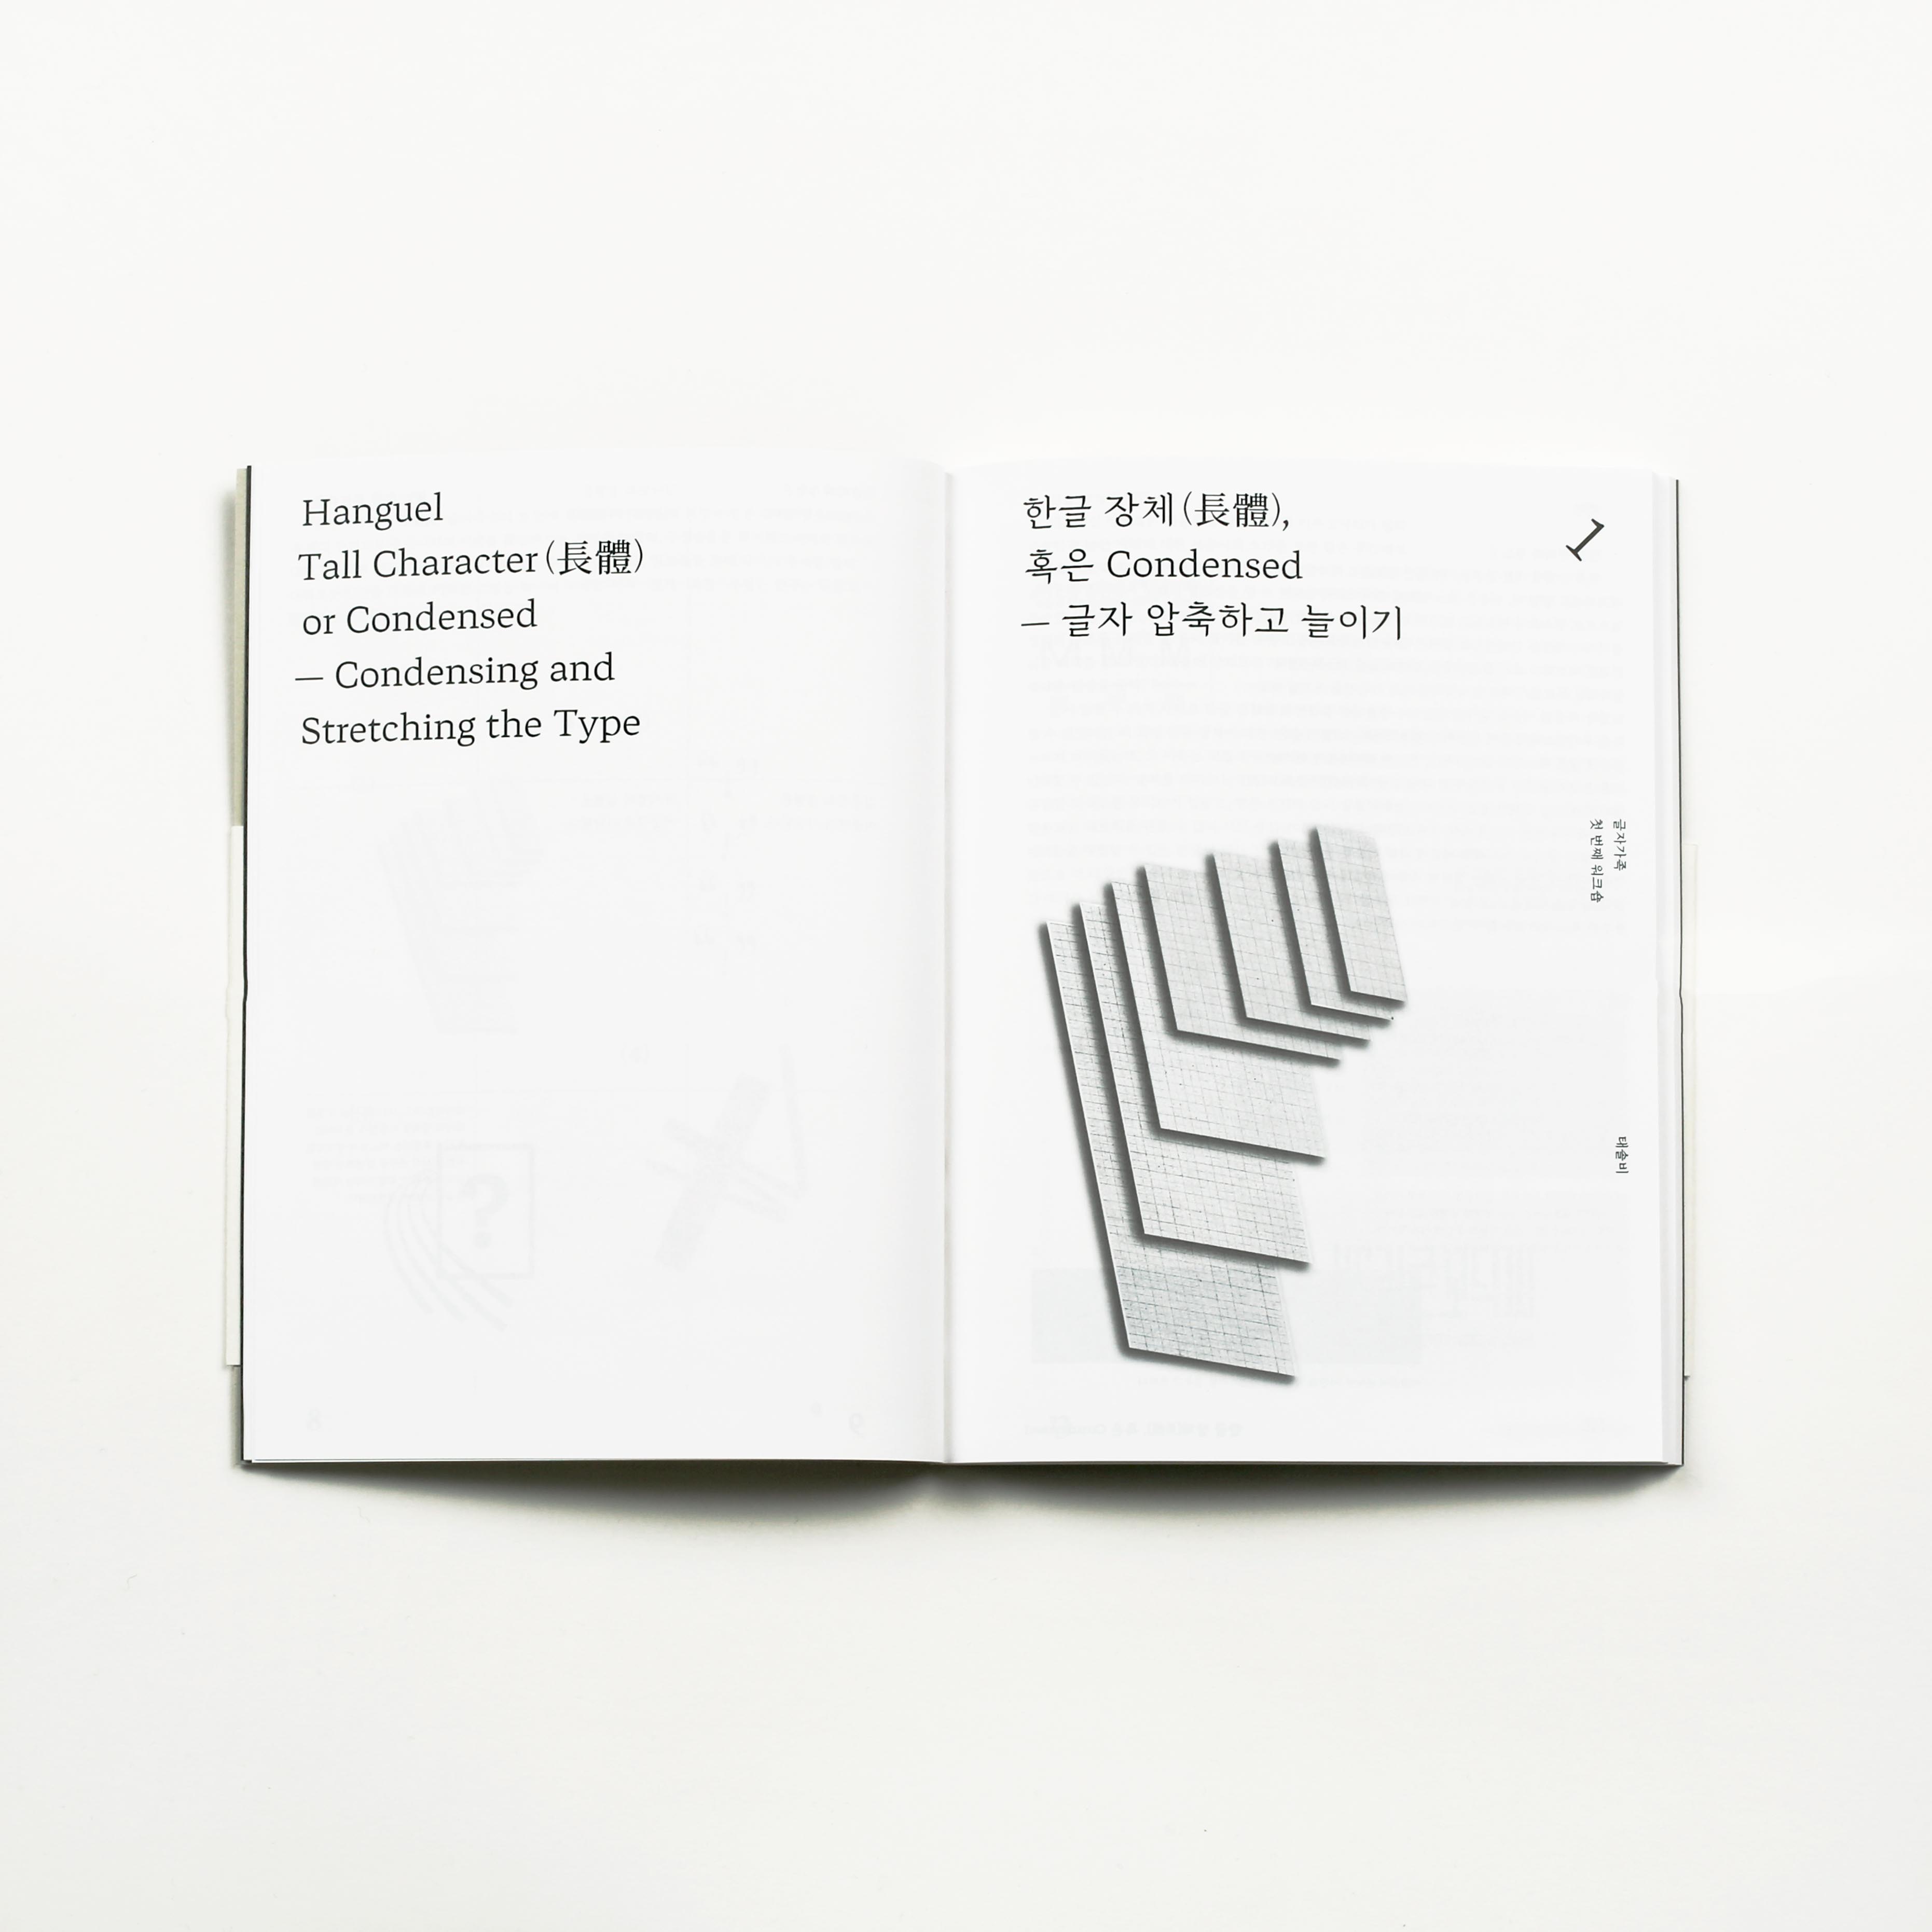 Hanguel
Tall Character (長體)
or Condensed
— Condensing and
Stretching the Type
한글 장체 (長體),
혹은 Condensed
— 글자 압축하고 늘이기
1
글자가족
첫 번째 워크숍
태슬비